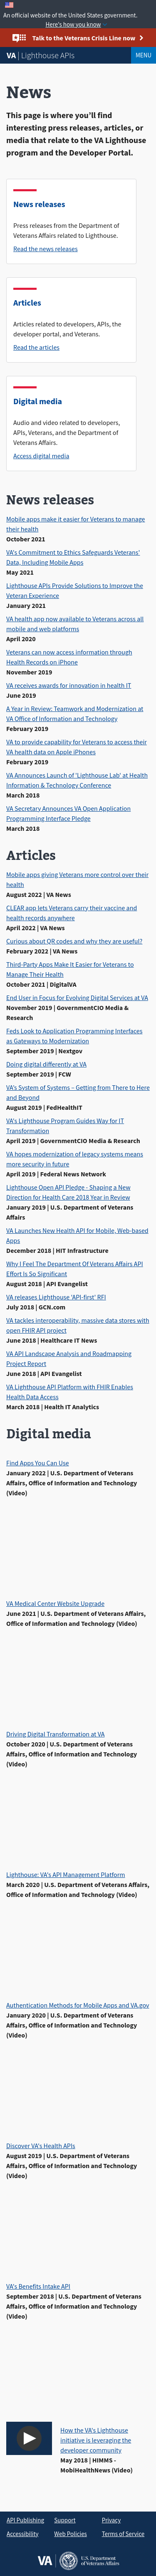 An official website of the United States government.
Here's how you know
Talk to the Veterans Crisis Line now
VA | Lighthouse APIs
MENU
News
This page is where you'll find
interesting press releases, articles, or
media that relate to the VA Lighthouse
program and the Developer Portal.
News releases
Press releases from the Department of
Veterans Affairs related to Lighthouse.
Read the news releases
Articles
Articles related to developers, APIs, the
developer portal, and Veterans.
Read the articles
Digital media
Audio and video related to developers,
APIs, Veterans, and the Department of
Veterans Affairs.
Access digital media
News releases
Mobile apps make it easier for Veterans to manage
their health
October 2021
VA's Commitment to Ethics Safeguards Veterans'
Data, Including Mobile Apps
May 2021
Lighthouse APIs Provide Solutions to Improve the
Veteran Experience
January 2021
VA health app now available to Veterans across all
mobile and web platforms
April 2020
Veterans can now access information through
Health Records on iPhone
November 2019
VA receives awards for innovation in health IT
June 2019
A Year in Review: Teamwork and Modernization at
VA Office of Information and Technology
February 2019
VA to provide capability for Veterans to access their
VA health data on Apple iPhones
February 2019
VA Announces Launch of 'Lighthouse Lab' at Health
Information & Technology Conference
March 2018
VA Secretary Announces VA Open Application
Programming Interface Pledge
March 2018
Articles
Mobile apps giving Veterans more control over their
health
August 2022 | VA News
CLEAR app lets Veterans carry their vaccine and
health records anywhere
April 2022 | VA News
Curious about QR codes and why they are useful?
February 2022 | VA News
Third-Party Apps Make It Easier for Veterans to
Manage Their Health
October 2021 | DigitalVA
End User in Focus for Evolving Digital Services at VA
November 2019 | GovernmentCIO Media &
Research
Feds Look to Application Programming Interfaces
as Gateways to Modernization
September 2019 | Nextgov
Doing digital differently at VA
September 2019 | FCW
VA's System of Systems – Getting from There to Here
and Beyond
August 2019 | FedHealthIT
VA's Lighthouse Program Guides Way for IT
Transformation
April 2019 | GovernmentCIO Media & Research
VA hopes modernization of legacy systems means
more security in future
April 2019 | Federal News Network
Lighthouse Open API Pledge - Shaping a New
Direction for Health Care 2018 Year in Review
January 2019 | U.S. Department of Veterans
Affairs
VA Launches New Health API for Mobile, Web-based
Apps
December 2018 | HIT Infrastructure
Why I Feel The Department Of Veterans Affairs API
Effort Is So Significant
August 2018 | API Evangelist
VA releases Lighthouse 'API-first' RFI
July 2018 | GCN.com
VA tackles interoperability, massive data stores with
open FHIR API project
June 2018 | Healthcare IT News
VA API Landscape Analysis and Roadmapping
Project Report
June 2018 | API Evangelist
VA Lighthouse API Platform with FHIR Enables
Health Data Access
March 2018 | Health IT Analytics
Digital media
Find Apps You Can Use
January 2022 | U.S. Department of Veterans
Affairs, Office of Information and Technology
(Video)
VA Medical Center Website Upgrade
June 2021 | U.S. Department of Veterans Affairs,
Office of Information and Technology (Video)
Driving Digital Transformation at VA
October 2020 | U.S. Department of Veterans
Affairs, Office of Information and Technology
(Video)
Lighthouse: VA's API Management Platform
March 2020 | U.S. Department of Veterans Affairs,
Office of Information and Technology (Video)
Authentication Methods for Mobile Apps and VA.gov
January 2020 | U.S. Department of Veterans
Affairs, Office of Information and Technology
(Video)
Discover VA's Health APIs
August 2019 | U.S. Department of Veterans
Affairs, Office of Information and Technology
(Video)
VA's Benefits Intake API
September 2018 | U.S. Department of Veterans
Affairs, Office of Information and Technology
(Video)
How the VA's Lighthouse
initiative is leveraging the
developer community
May 2018 | HIMMS -
MobiHealthNews (Video)
API Publishing Support Privacy
Accessibility Web Policies Terms of Service
VA | U.S. Department
of Veterans Affairs